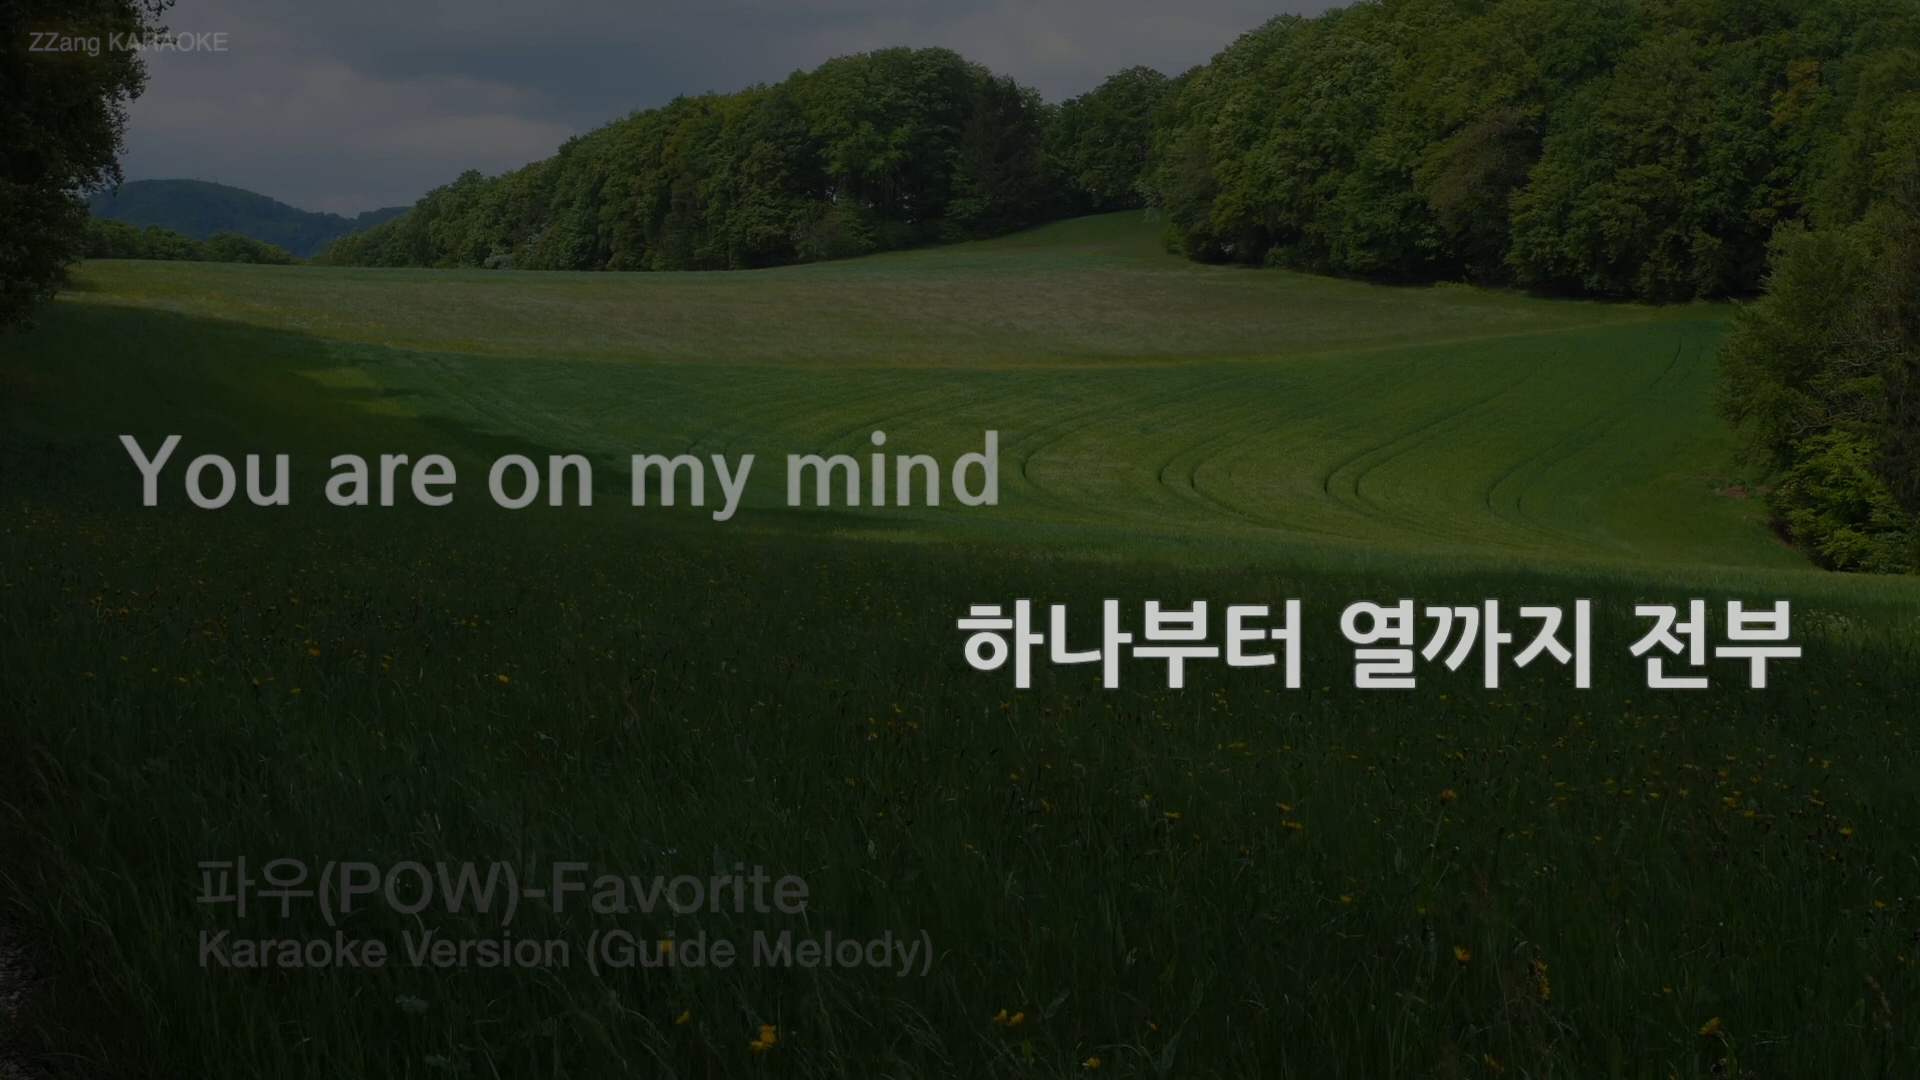 ZZang KARAOKE
You are on my mind
하나부터 열까지 전부
파우(POW)-Favorite
Karaoke Version (Guide Melody)